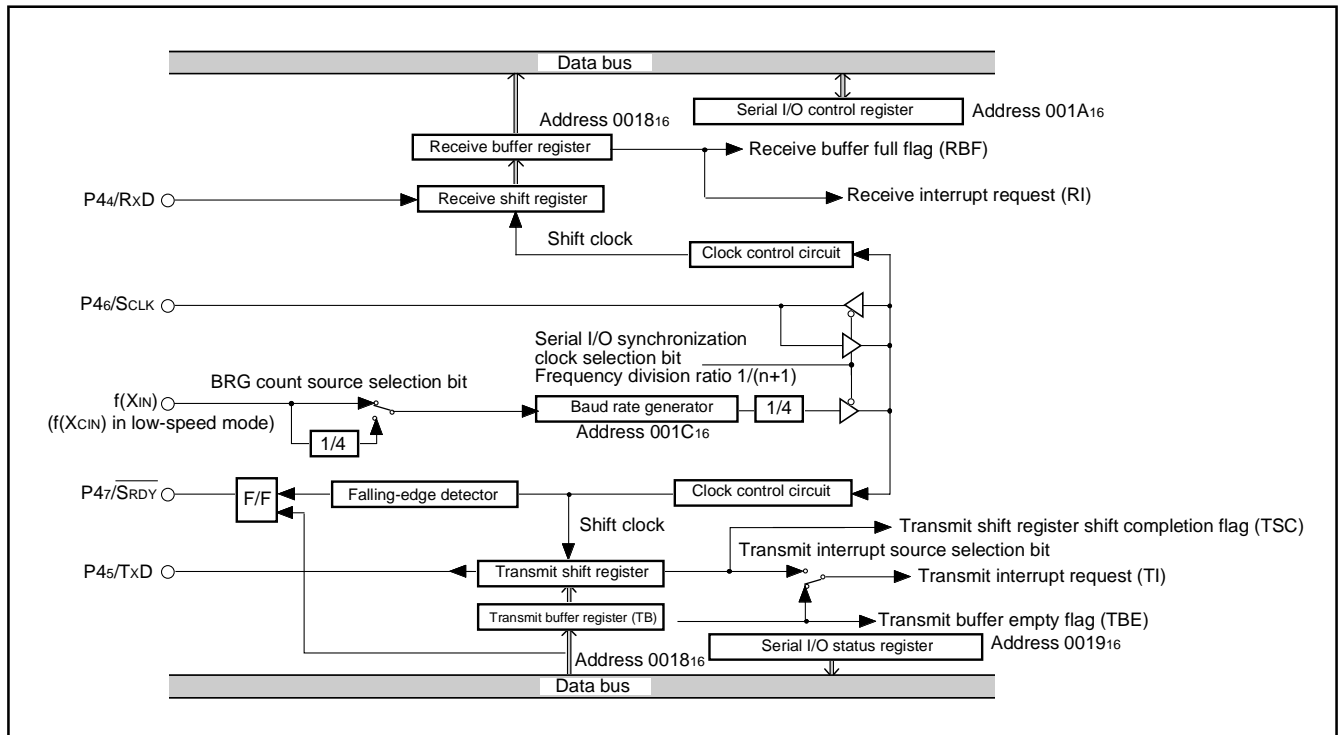 Data bus
Serial I/O control register
Address 001A16
Address 001816
Receive buffer register
Receive buffer full flag (RBF)
P44/RXD
Receive shift register
Receive interrupt request (RI)
Shift clock
Clock control circuit
P46/SCLK
Serial I/O synchronization
clock selection bit
Frequency division ratio 1/(n+1)
BRG count source selection bit
f(XIN)
(f(XCIN) in low-speed mode)
1/4
Baud rate generator
1/4
Address 001C16
P47/SRDY
F/F
Falling-edge detector
Clock control circuit
Shift clock
Transmit shift register shift completion flag (TSC)
Transmit interrupt source selection bit
P45/TXD
Transmit shift register
Transmit interrupt request (TI)
Transmit buffer register (TB)
Transmit buffer empty flag (TBE)
Address 001816
Serial I/O status register
Address 001916
Data bus